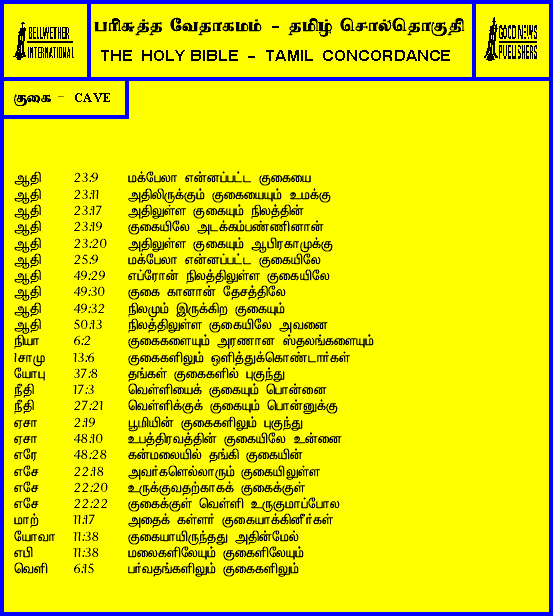 BELLWETHER
INTERNATIONAL
பரிசுத்த வேதாகமம் - தமிழ் சொல்தொகுதி
THE HOLY BIBLE - TAMIL CONCORDANCE
GOOD NEWS
PUBLISHERS
குகை - CAVE
ஆதி 23:9 மக்பேலா என்னப்பட்ட குகையை
ஆதி 23:11 அதிலிருக்கும் குகையையும் உமக்கு
ஆதி 23:17 அதிலுள்ள குகையும் நிலத்தின்
ஆதி 23:19 குகையிலே அடக்கம்பண்ணினான்
ஆதி 23:20 அதிலுள்ள குகையும் ஆபிரகாமுக்கு
ஆதி 25:9 மக்பேலா என்னப்பட்ட குகையிலே
ஆதி 49:29 எப்ரோன் நிலத்திலுள்ள குகையிலே
ஆதி 49:30 குகை கானான் தேசத்திலே
ஆதி 49:32 நிலமும் இருக்கிற குகையும்
ஆதி 50:13 நிலத்திலுள்ள குகையிலே அவனை
நியா 6:2 குகைகளையும் அரணான ஸ்தலங்களையும்
1சாமு 13:6 குகைகளிலும் ஒளித்துக்கொண்டார்கள்
யோபு 37:8 தங்கள் குகைகளில் புகுந்து
நீதி 17:3 வெள்ளியைக் குகையும் பொன்னை
நீதி 27:21 வெள்ளிக்குக் குகையும் பொன்னுக்கு
ஏசா 2:19 பூமியின் குகைகளிலும் புகுந்து
ஏசா 48:10 உபத்திரவத்தின் குகையிலே உன்னை
எரே 48:28 கன்மலையில் தங்கி குகையின்
எசே 22:18 அவர்களெல்லாரும் குகையிலுள்ள
எசே 22:20 உருக்குவதற்காகக் குகைக்குள்
எசே 22:22 குகைக்குள் வெள்ளி உருகுமாப்போல
மாற் 11:17 அதைக் கள்ளர் குகையாக்கினீர்கள்
யோவா 11:38 குகையாயிருந்தது அதின்மேல்
எபி 11:38 மலைகளிலேயும் குகைளிலேயும்
வெளி 6:15 பர்வதங்களிலும் குகைகளிலும்